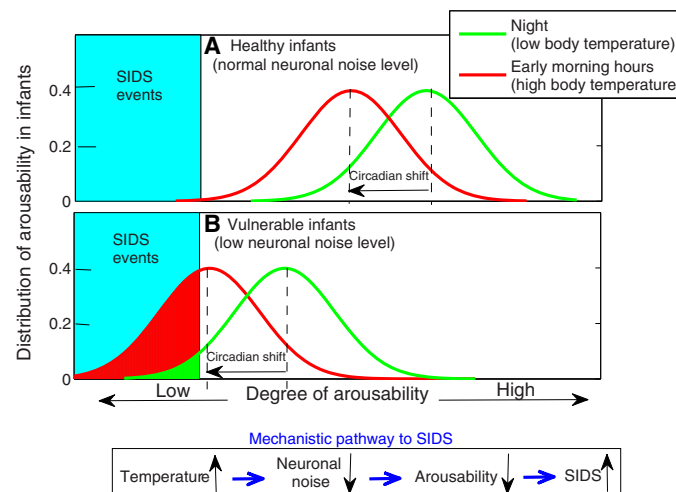 Night
(low body temperature)
Early morning hours
(high body temperature
A Healthy infants
(normal neuronal noise level)
SIDS
events
0.4
0.2
0
Circadian shift
Distribution of arousability in infants
B Vulnerable infants
(low neuronal noise level)
SIDS
events
0.4
0.2
0
Circadian shift
Low Degree of arousability High
Mechanistic pathway to SIDS
Temperature Neuronal noise Arousability SIDS